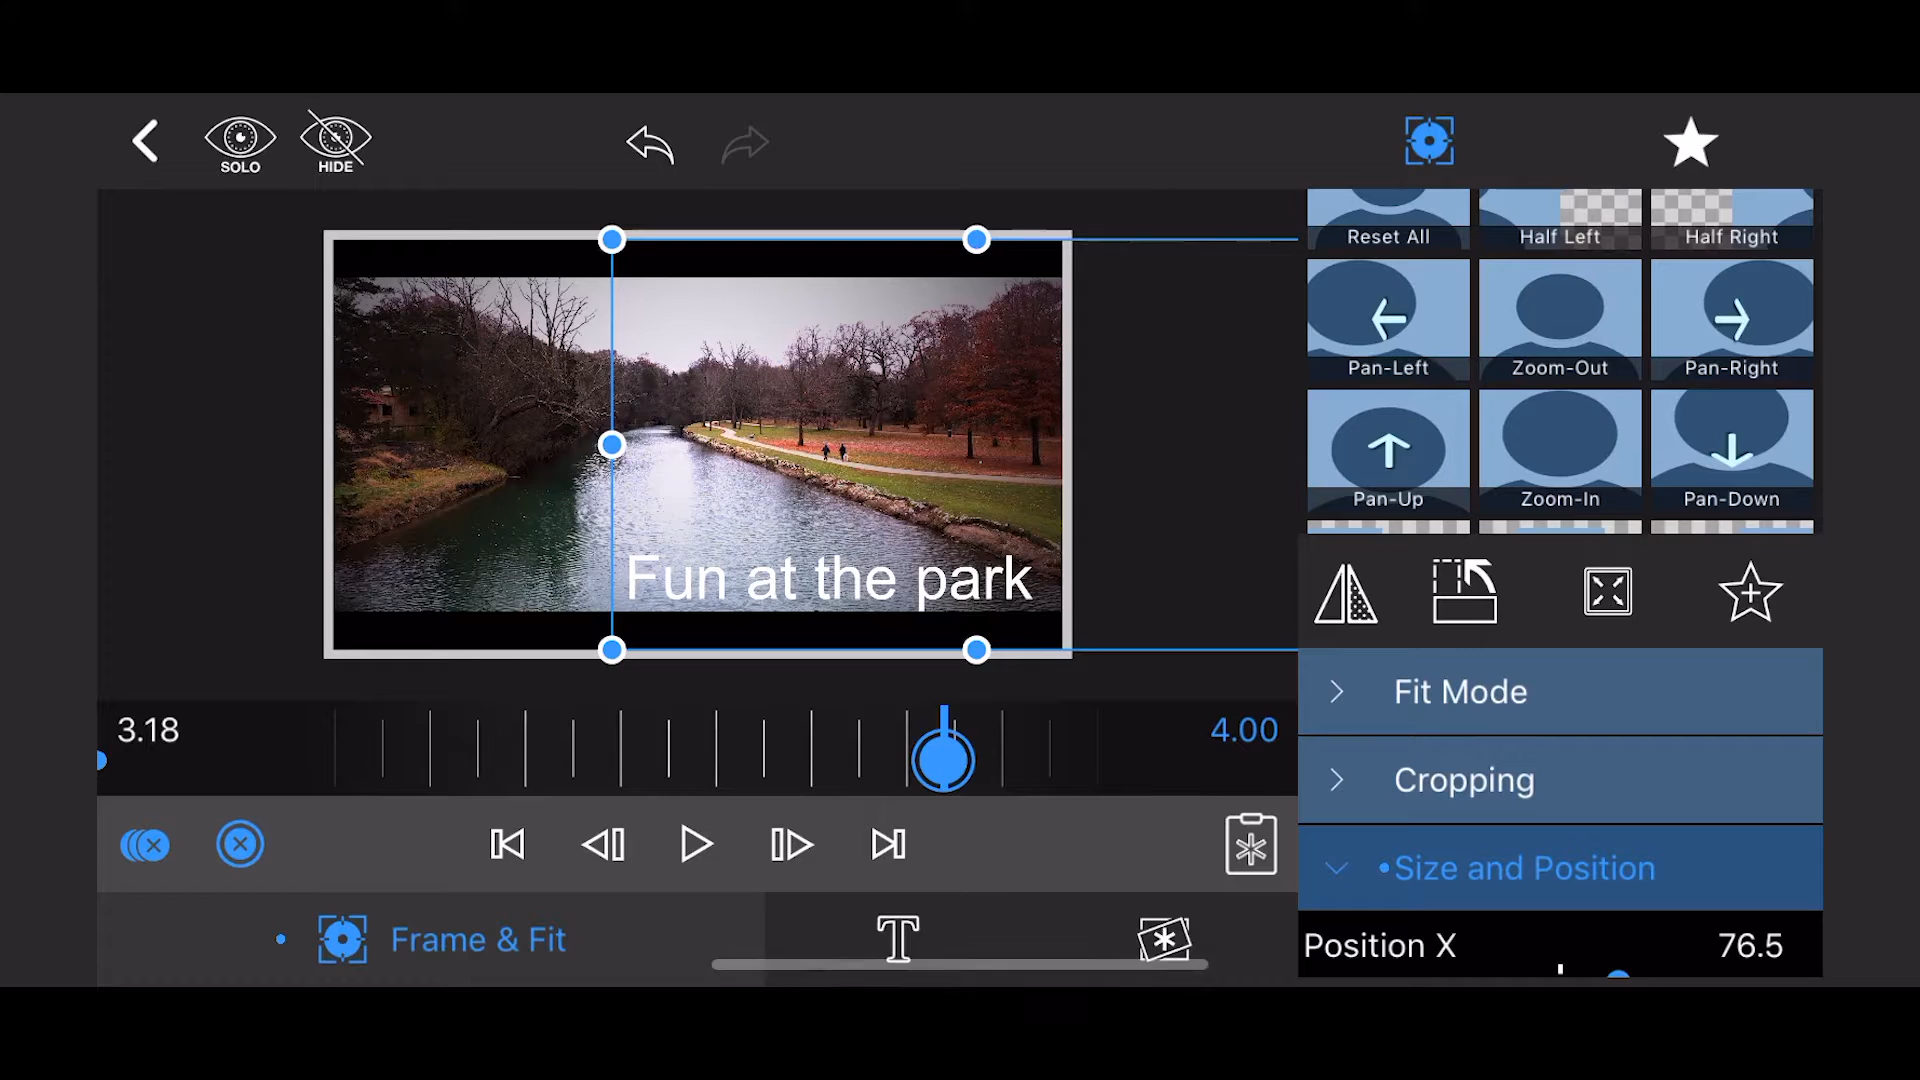 SOLO
HIDE
Reset All
Half Left
Half Right
Pan-Left
Zoom-Out
Pan-Right
Pan-Up
Zoom-In
Pan-Down
Fun at the park
Fit Mode
3.18
4.00
Cropping
Size and Position
Frame & Fit
T
Position X
76.5